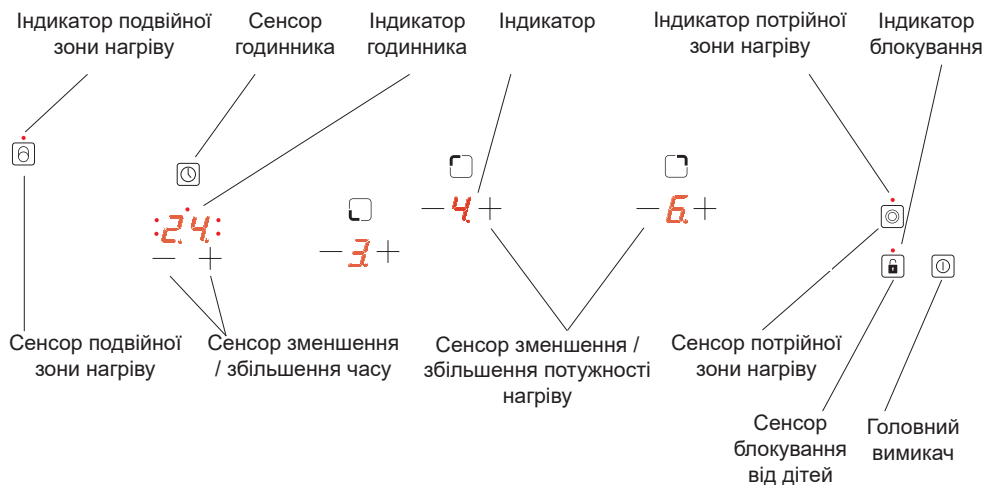 Індикатор подвійної
зони нагріву
Сенсор
годинника
Індикатор
годинника
Індикатор
Індикатор потрійної
зони нагріву
Індикатор
блокування
2.4.
− +
− 3 +
− 4. +
− 6. +
Сенсор подвійної
зони нагріву
Сенсор зменшення
/ збільшення часу
Сенсор зменшення /
збільшення потужності
нагріву
Сенсор потрійної
зони нагріву
Сенсор
блокування
від дітей
Головний
вимикач